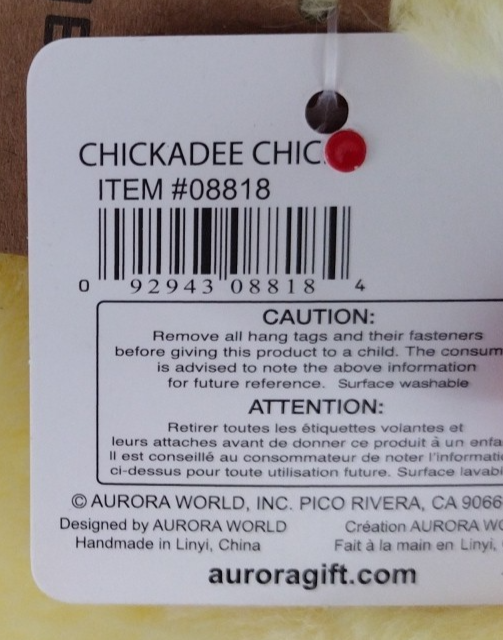 CHICKADEE CHIC
ITEM #08818
0 92943 08818 4
CAUTION:
Remove all hang tags and their fasteners
before giving this product to a child. The consum
is advised to note the above information
for future reference. Surface washable
ATTENTION:
Retirer toutes les étiquettes volantes et
leurs attaches avant de donner ce produit à un enfa
Il est conseillé au consommateur de noter l'informati
ci-dessus pour toute utilisation future. Surface lavabl
© AURORA WORLD, INC. PICO RIVERA, CA 9066
Designed by AURORA WORLD Création AURORA WO
Handmade in Linyi, China Fait à la main en Linyi,
auroragift.com